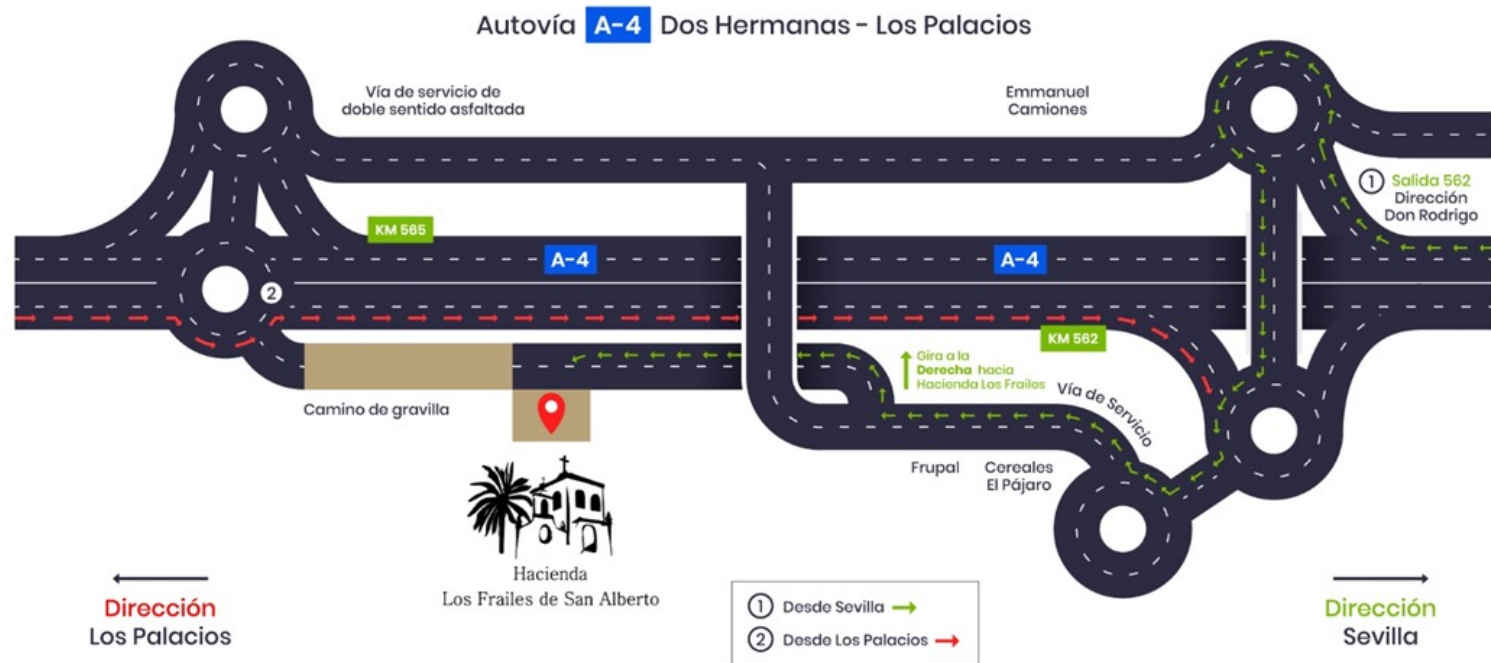 Autovía A-4 Dos Hermanas - Los Palacios
Vía de servicio de
doble sentido asfaltada
Emmanuel
Camiones
1 Salida 562
Dirección
Don Rodrigo
KM 565
A-4
A-4
2
KM 562
Gira a la
Derecha hacia
Hacienda Los Frailes
Camino de gravilla
Vía de Servicio
Frupal
Cereales
El Pájaro
Hacienda
Los Frailes de San Alberto
Dirección
Los Palacios
1 Desde Sevilla
2 Desde Los Palacios
Dirección
Sevilla